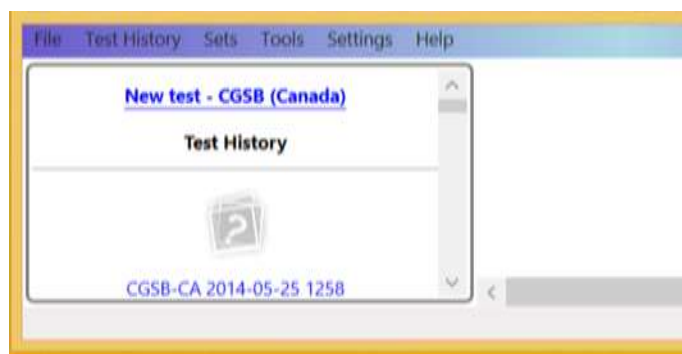 File Test History Sets Tools Settings Help
New test - CGSB (Canada)
Test History
?
CGSB-CA 2014-05-25 1258